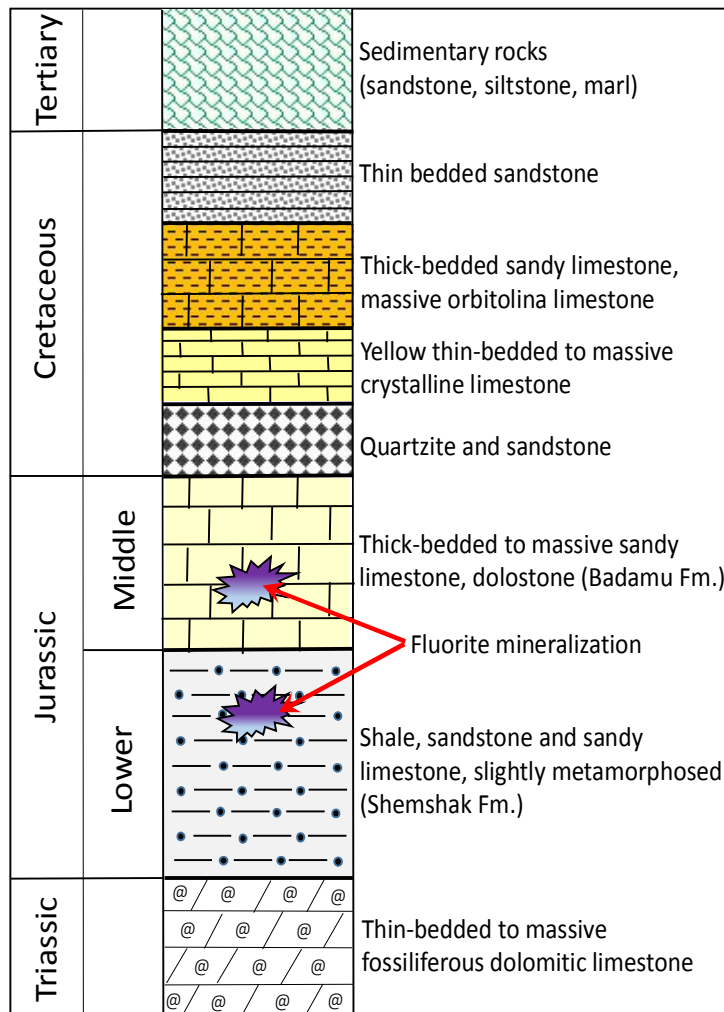 Tertiary
Sedimentary rocks
(sandstone, siltstone, marl)
Cretaceous
Thin bedded sandstone
Thick-bedded sandy limestone,
massive orbitolina limestone
Yellow thin-bedded to massive
crystalline limestone
Quartzite and sandstone
Jurassic
Middle
Thick-bedded to massive sandy
limestone, dolostone (Badamu Fm.)
Fluorite mineralization
Lower
Shale, sandstone and sandy
limestone, slightly metamorphosed
(Shemshak Fm.)
Triassic
@ @ @ @
@ @ @ @
@ @ @ @
@ @ @ @
Thin-bedded to massive
fossiliferous dolomitic limestone